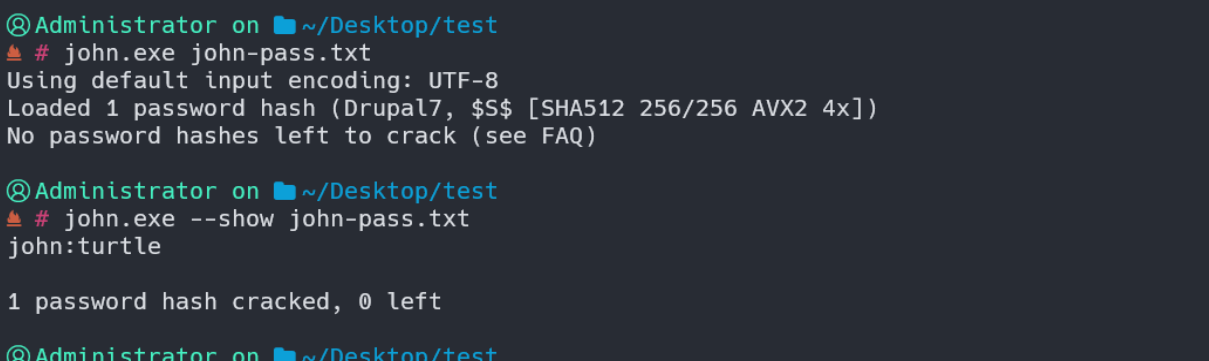 Administrator on ~/Desktop/test
# john.exe john-pass.txt
Using default input encoding: UTF-8
Loaded 1 password hash (Drupal7, $S$ [SHA512 256/256 AVX2 4x])
No password hashes left to crack (see FAQ)
Administrator on ~/Desktop/test
# john.exe --show john-pass.txt
john:turtle
1 password hash cracked, 0 left
Administrator on ~/Desktop/test